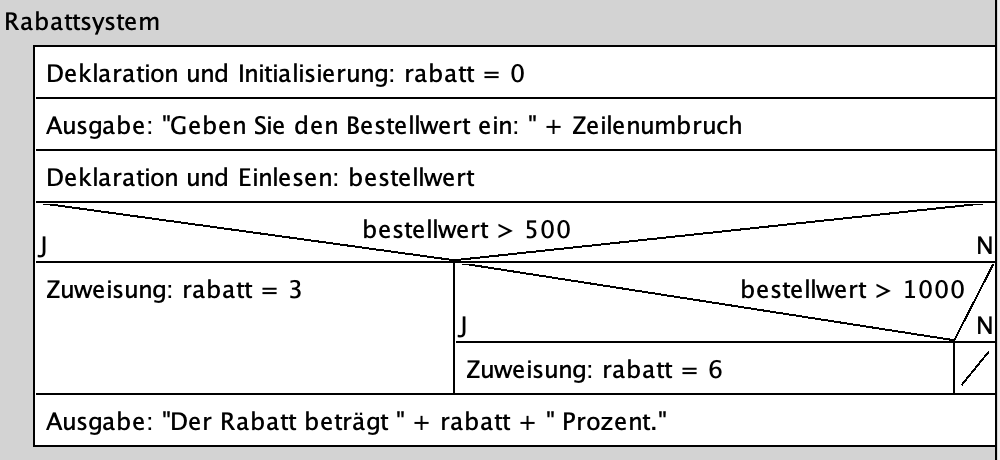 Rabattsystem
Deklaration und Initialisierung: rabatt = 0
Ausgabe: "Geben Sie den Bestellwert ein: " + Zeilenumbruch
Deklaration und Einlesen: bestellwert
bestellwert > 500
J
N
Zuweisung: rabatt = 3
bestellwert > 1000
J
N
Zuweisung: rabatt = 6
Ausgabe: "Der Rabatt beträgt " + rabatt + " Prozent."